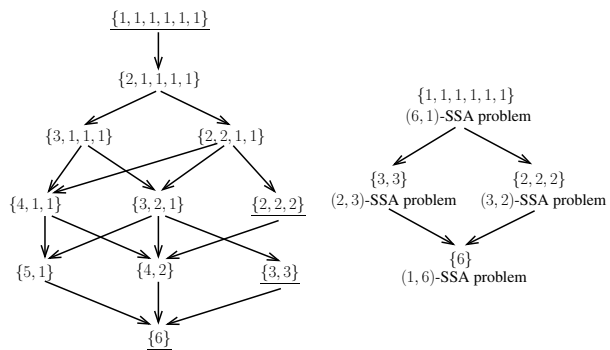 {1, 1, 1, 1, 1, 1}
{2, 1, 1, 1, 1}
{3, 1, 1, 1}
{2, 2, 1, 1}
{4, 1, 1}
{3, 2, 1}
{2, 2, 2}
{5, 1}
{4, 2}
{3, 3}
{6}
{1, 1, 1, 1, 1, 1}
(6, 1)-SSA problem
{3, 3}
(2, 3)-SSA problem
{2, 2, 2}
(3, 2)-SSA problem
{6}
(1, 6)-SSA problem